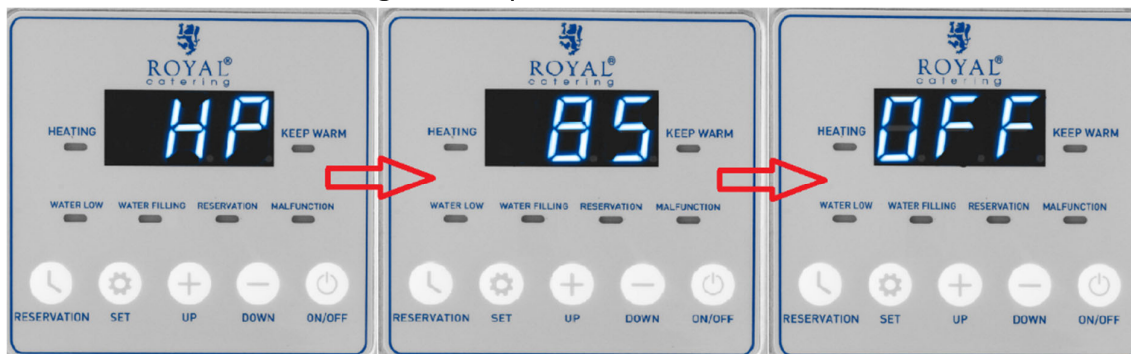 ROYAL®
catering
HP
HEATING
KEEP WARM
WATER LOW WATER FILLING RESERVATION MALFUNCTION
RESERVATION SET UP DOWN ON/OFF
ROYAL®
catering
85
HEATING
KEEP WARM
WATER LOW WATER FILLING RESERVATION MALFUNCTION
RESERVATION SET UP DOWN ON/OFF
ROYAL®
catering
OFF
HEATING
KEEP WARM
WATER LOW WATER FILLING RESERVATION MALFUNCTION
RESERVATION SET UP DOWN ON/OFF